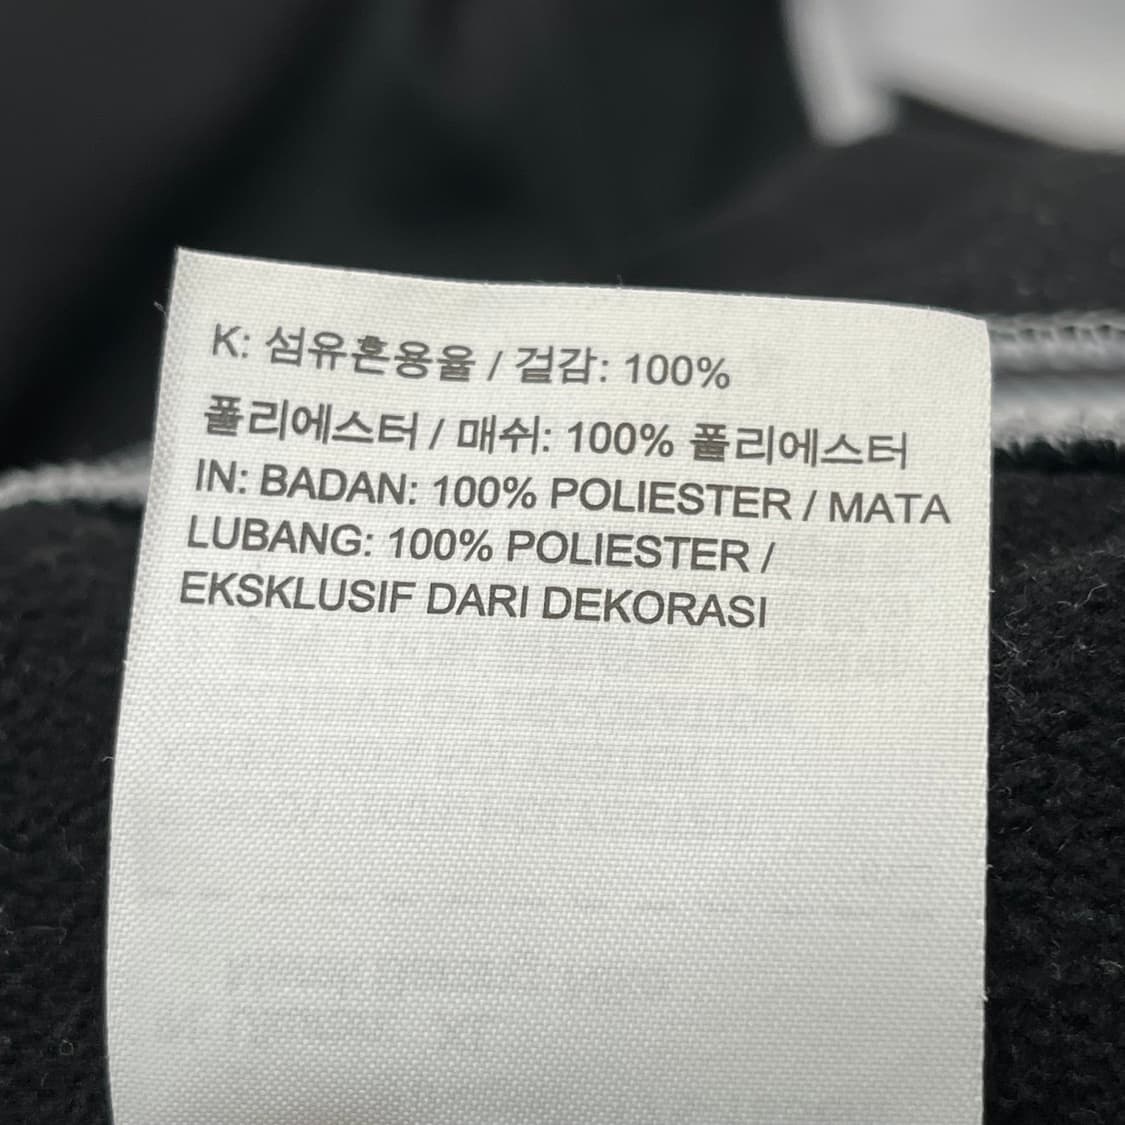 K: 섬유혼용율 / 겉감: 100%
폴리에스터 / 매쉬: 100% 폴리에스터
IN: BADAN: 100% POLIESTER / MATA
LUBANG: 100% POLIESTER /
EKSKLUSIF DARI DEKORASI